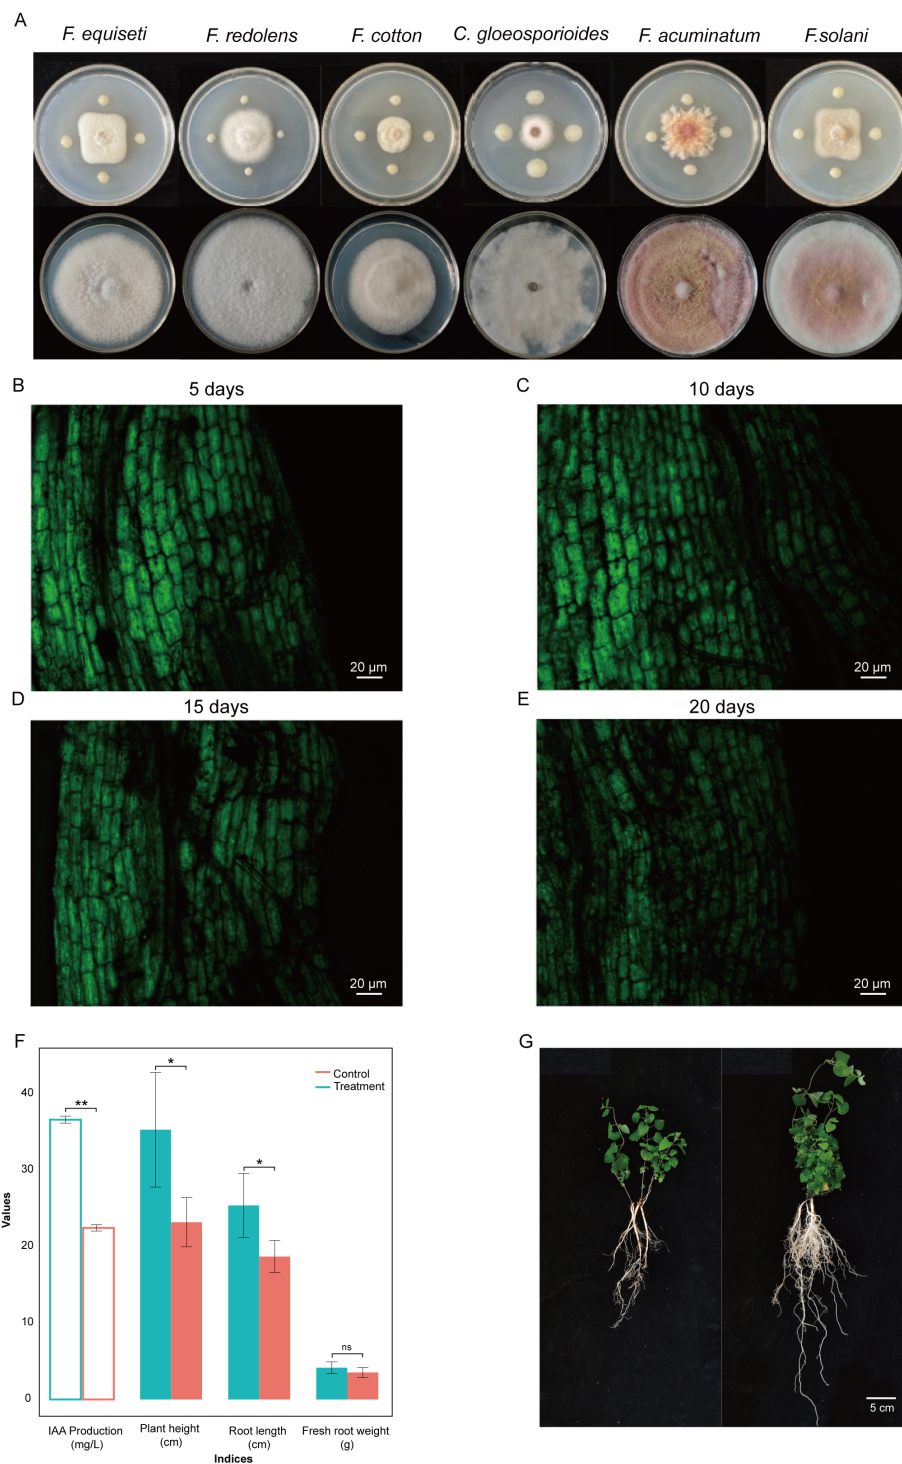 A
F. equiseti F. redolens F. cotton C. gloeosporioides F. acuminatum F.solani
B 5 days
C 10 days
20 µm
20 µm
D 15 days
E 20 days
20 µm
20 µm
F
Values
40
30
20
10
0
**
*
*
ns
Control
Treatment
IAA Production
(mg/L)
Plant height
(cm)
Root length
(cm)
Fresh root weight
(g)
Indices
G
5 cm